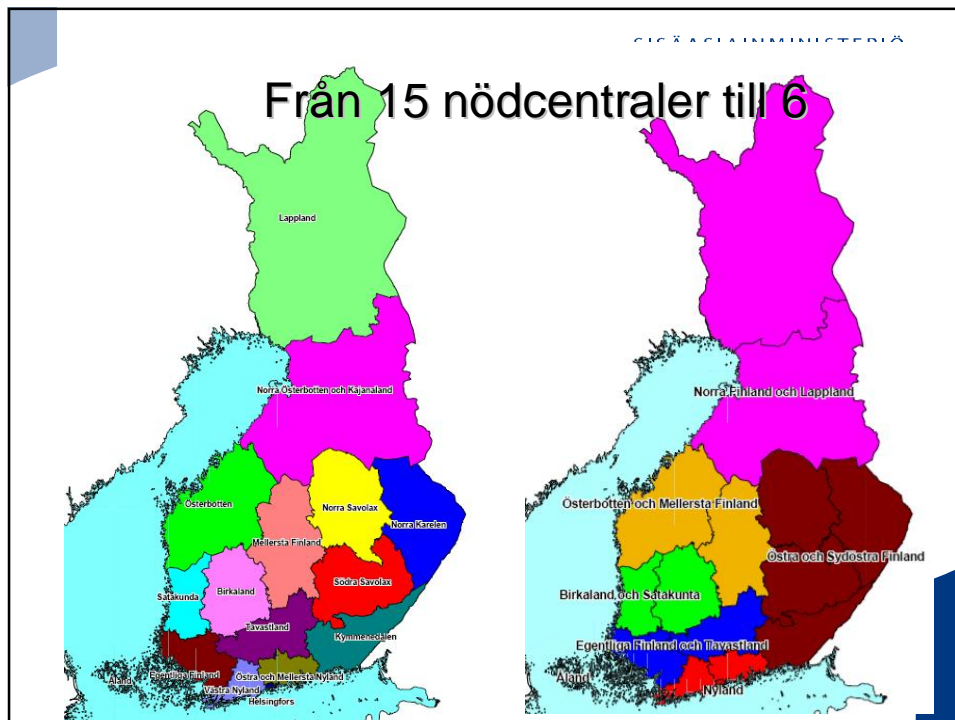 SISÄASIAINMINISTERIÖ
Från 15 nödcentraler till 6
Lappland
Norra Österbotten och Kajanaland
Österbotten
Norra Savolax
Norra Karelen
Mellersta Finland
Södra Savolax
Satakunda
Birkaland
Tavastland
Kymmenedalen
Egentliga Finland
Östra och Mellersta Nyland
Åland
Västra Nyland
Helsingfors
Norra Finland och Lappland
Österbotten och Mellersta Finland
Östra och Sydöstra Finland
Birkaland och Satakunta
Egentliga Finland och Tavastland
Åland
Nyland